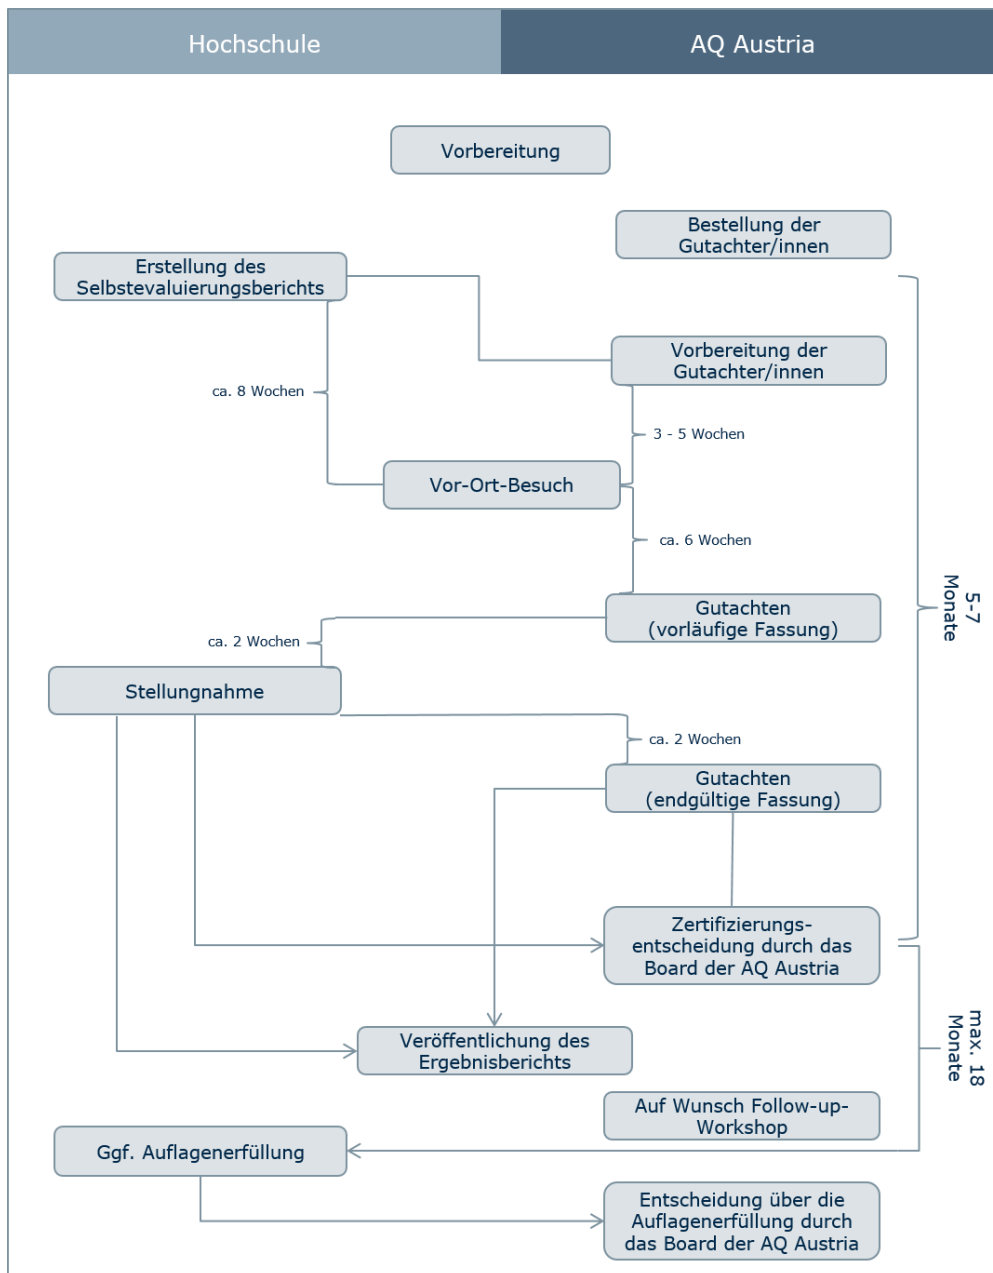 Hochschule
AQ Austria
Vorbereitung
Bestellung der
Gutachter/innen
Erstellung des
Selbstevaluierungsberichts
Vorbereitung der
Gutachter/innen
ca. 8 Wochen
3 - 5 Wochen
Vor-Ort-Besuch
ca. 6 Wochen
5-7
Monate
Gutachten
(vorläufige Fassung)
ca. 2 Wochen
Stellungnahme
ca. 2 Wochen
Gutachten
(endgültige Fassung)
Zertifizierungs-
entscheidung durch das
Board der AQ Austria
Veröffentlichung des
Ergebnisberichts
max. 18
Monate
Auf Wunsch Follow-up-
Workshop
Ggf. Auflagenerfüllung
Entscheidung über die
Auflagenerfüllung durch
das Board der AQ Austria